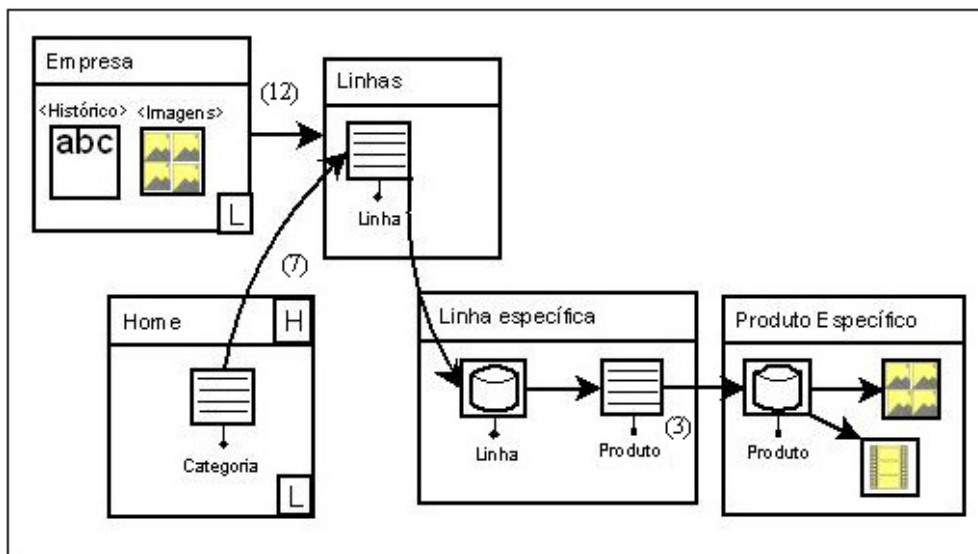 Empresa
<Histórico> <Imagens>
abc
L
(12)
Linhas
Linha
(7)
Home
H
Categoria
L
Linha específica
Linha
Produto
(3)
Produto Específico
Produto